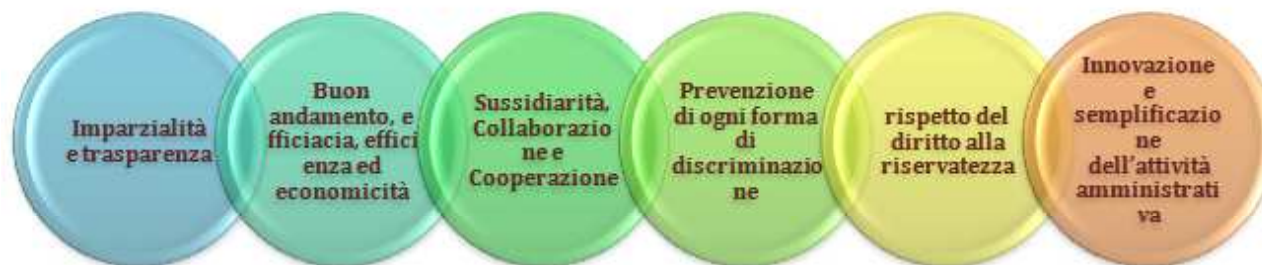 Imparzialità
e trasparenza
Buon
andamento, e
fficiacia, effici
enza ed
economicità
Sussidiarità,
Collaborazio
ne e
Cooperazione
Prevenzione
di ogni forma
di
discriminazio
ne
rispetto del
diritto alla
riservatezza
Innovazione
e
semplificazio
ne
dell'attività
amministrati
va